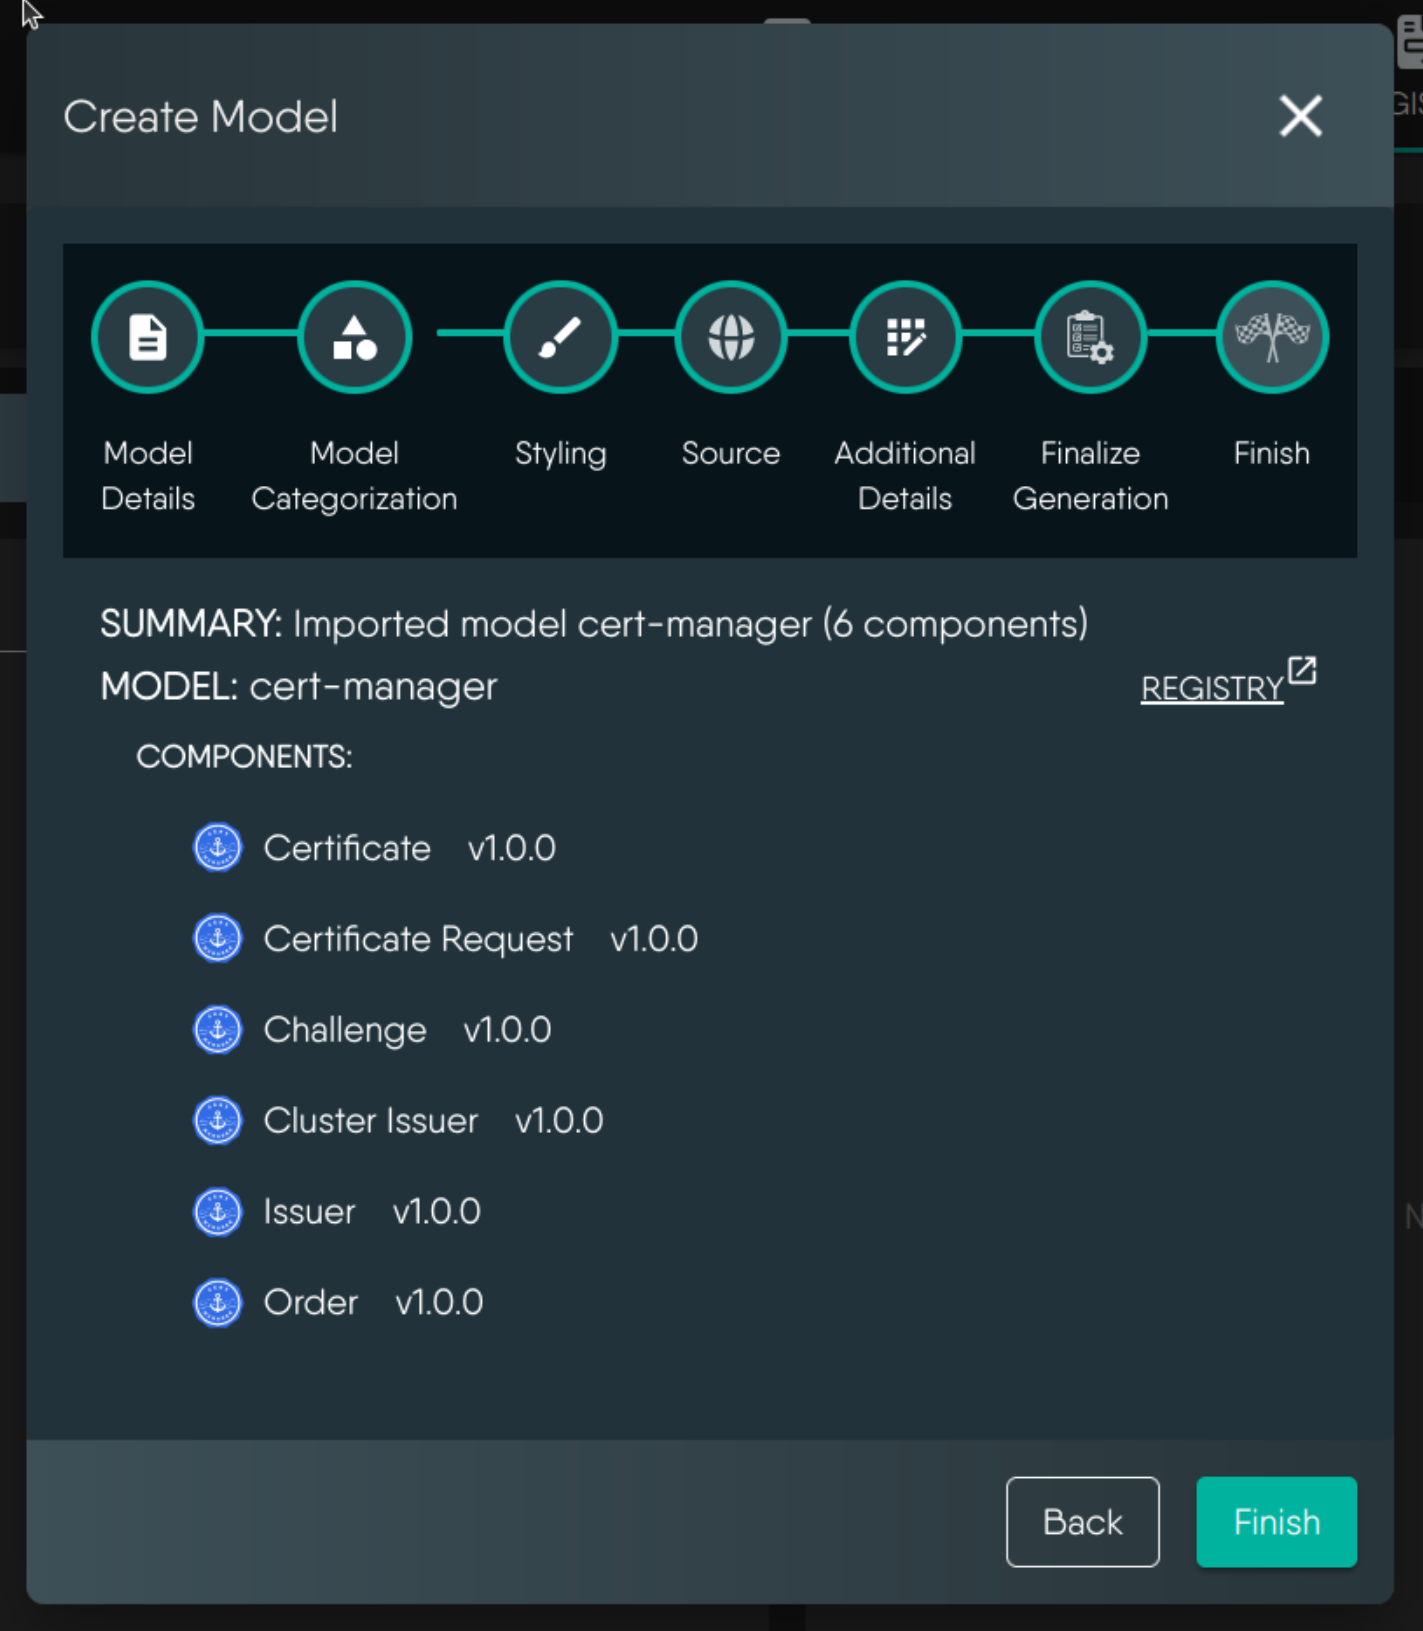 Create Model
Model Details
Model Categorization
Styling
Source
Additional Details
Finalize Generation
Finish
SUMMARY: Imported model cert-manager (6 components)
MODEL: cert-manager
REGISTRY
COMPONENTS:
Certificate v1.0.0
Certificate Request v1.0.0
Challenge v1.0.0
Cluster Issuer v1.0.0
Issuer v1.0.0
Order v1.0.0
Back
Finish